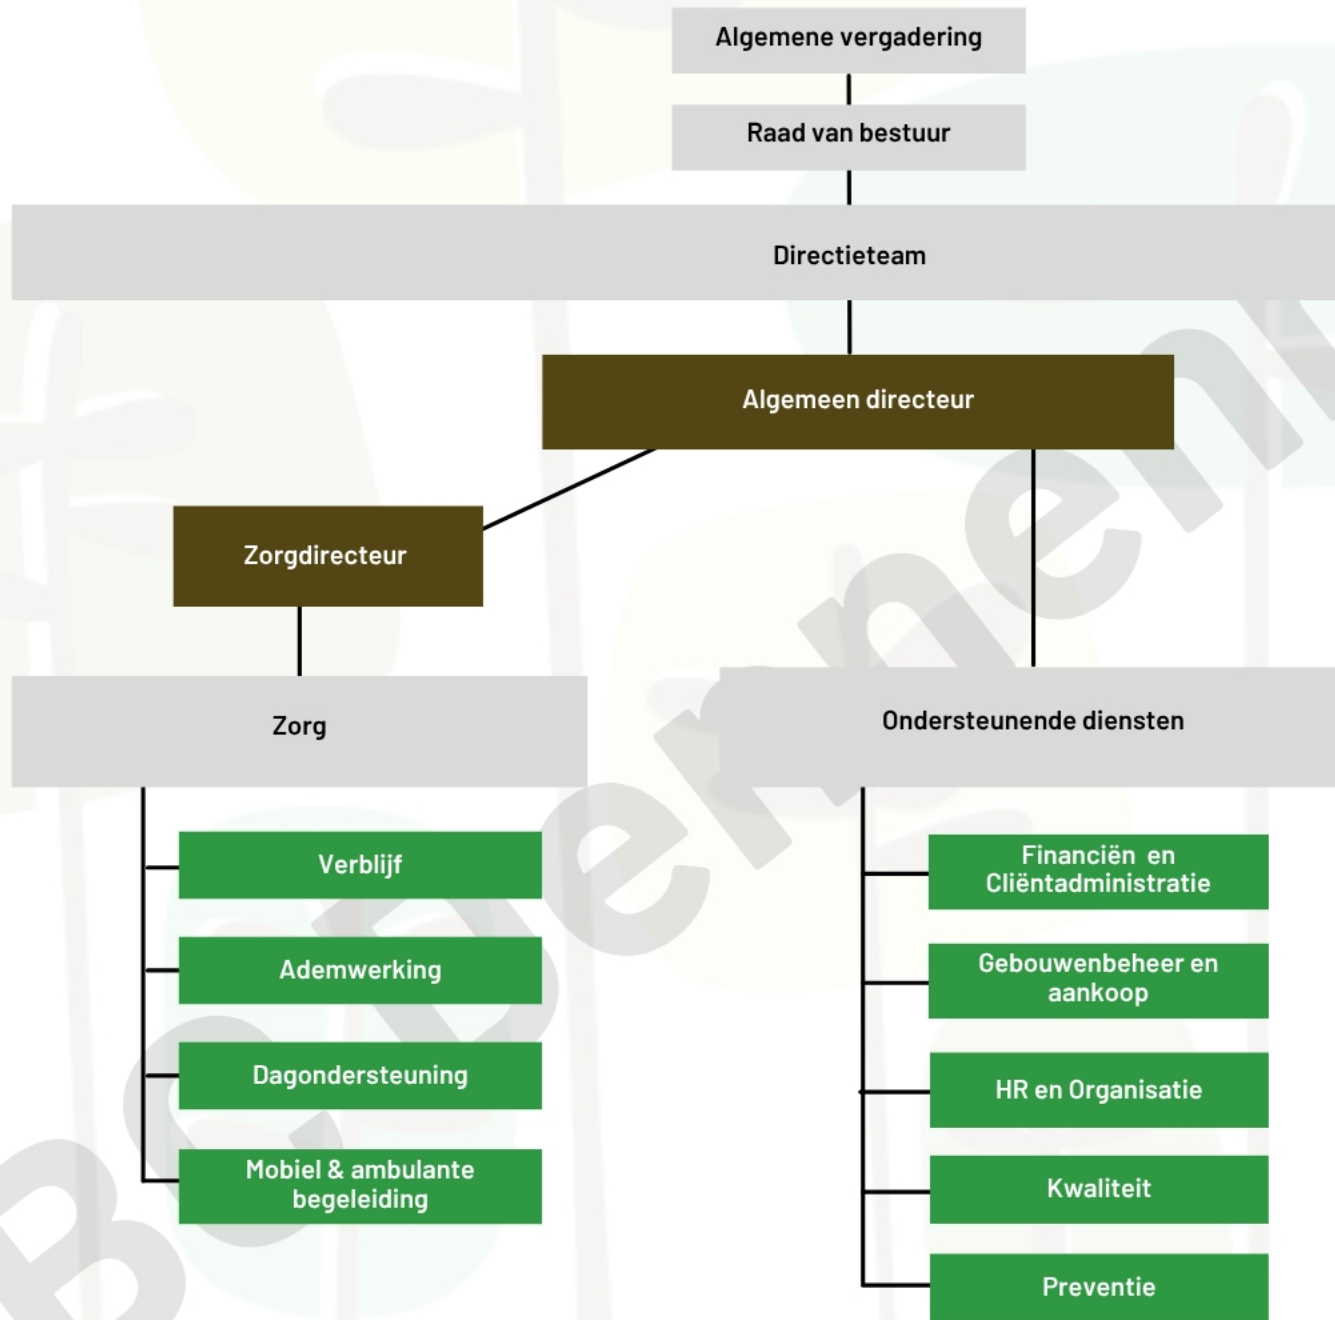 Algemene vergadering
Raad van bestuur
Directieteam
Algemeen directeur
Zorgdirecteur
Zorg
Ondersteunende diensten
Verblijf
Ademwerking
Dagondersteuning
Mobiel & ambulante
begeleiding
Financiën en
Cliëntadministratie
Gebouwenbeheer en
aankoop
HR en Organisatie
Kwaliteit
Preventie